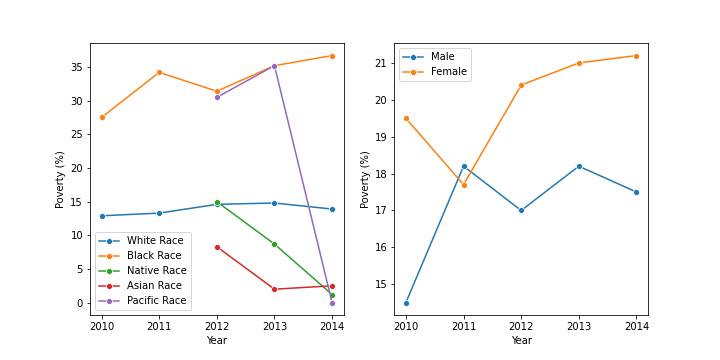 35
30
25
20
15
10
5
0
Poverty (%)
2010 2011 2012 2013 2014
Year
White Race
Black Race
Native Race
Asian Race
Pacific Race
21
20
19
18
17
16
15
Poverty (%)
2010 2011 2012 2013 2014
Year
Male
Female